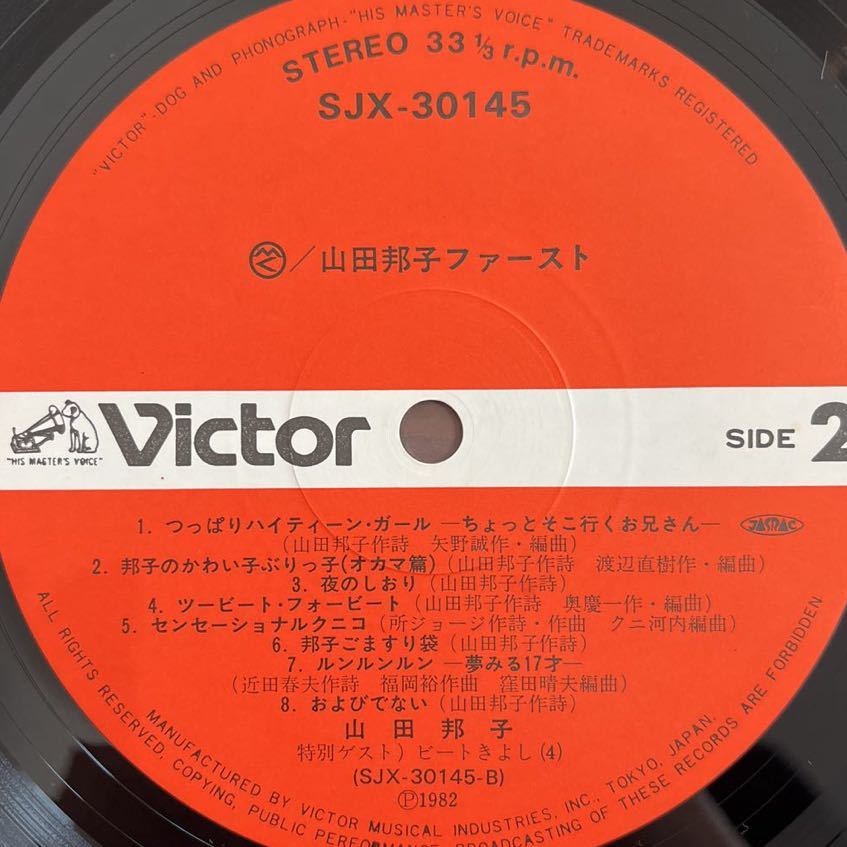 "VICTOR"-DOG AND PHONOGRAPH-"HIS MASTER'S VOICE" TRADEMARKS REGISTERED
STEREO 33 1/3 r.p.m.
SJX-30145
/山田邦子ファースト
"HIS MASTER'S VOICE"
Victor
SIDE 2
1. つっぱりハイティーン・ガール ―ちょっとそこ行くお兄さん―
JASRAC
(山田邦子作詩 矢野誠作・編曲)
2. 邦子のかわい子ぶりっ子(オカマ篇)(山田邦子作詩 渡辺直樹作・編曲)
3. 夜のしおり(山田邦子作詩)
4. ツービート・フォービート(山田邦子作詩 奥慶一作・編曲)
5. センセーショナルクニコ(所ジョージ作詩・作曲 クニ河内編曲)
6. 邦子ごますり袋(山田邦子作詩)
7. ルンルンルン ―夢みる17才―
(近田春夫作詩 福岡裕作曲 窪田晴夫編曲)
8. およびでない(山田邦子作詩)
山田邦子
特別ゲスト) ビートきよし(4)
(SJX-30145-B)
Ⓟ1982
ALL RIGHTS RESERVED, COPYING, PUBLIC PERFORMANCE, BROADCASTING OF THESE RECORDS ARE FORBIDDEN
MANUFACTURED BY VICTOR MUSICAL INDUSTRIES, INC., TOKYO, JAPAN.